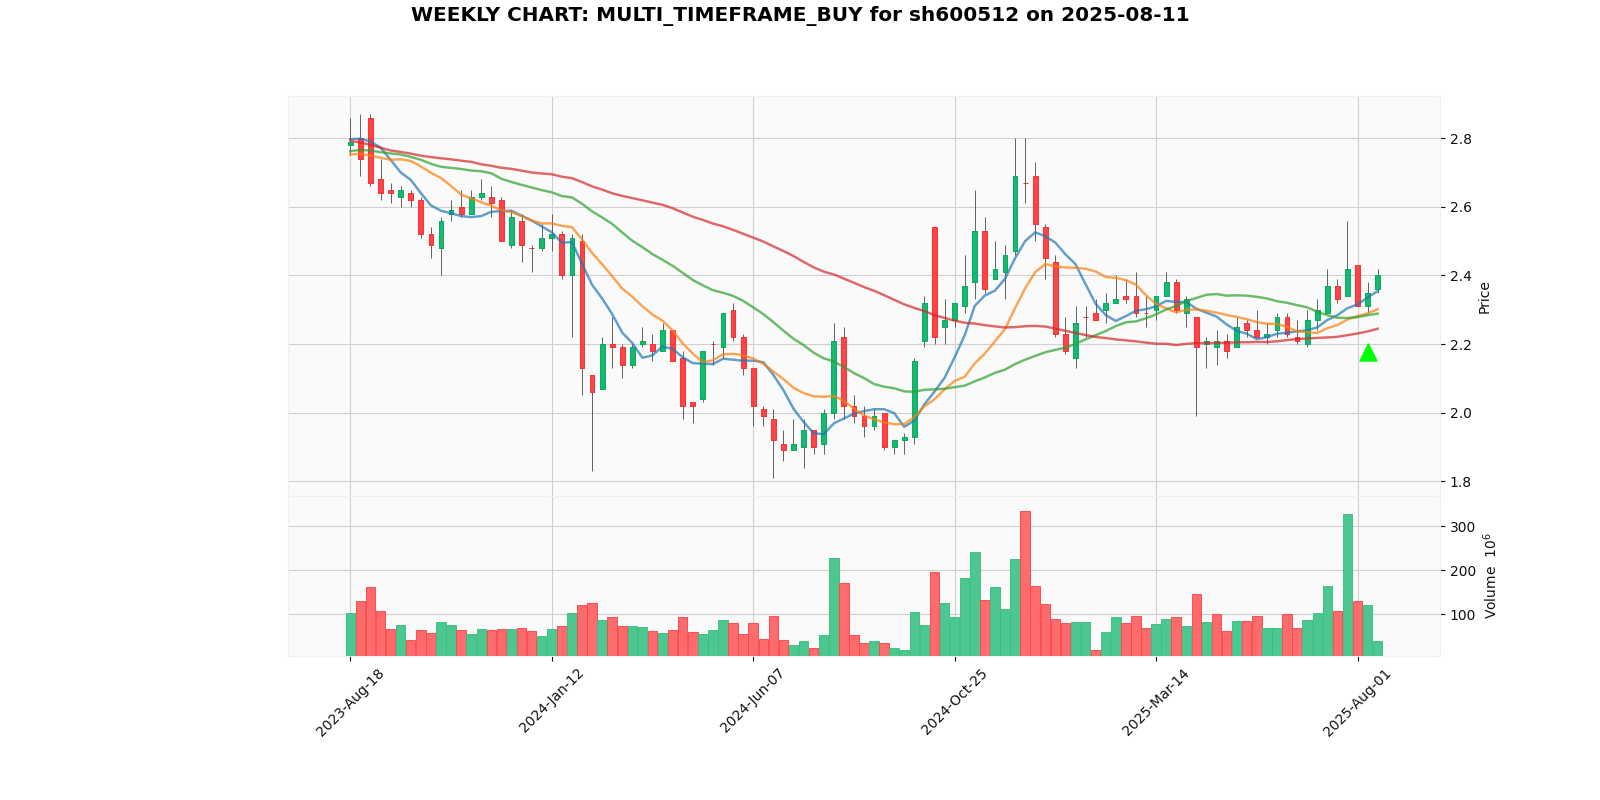 WEEKLY CHART: MULTI_TIMEFRAME_BUY for sh600512 on 2025-08-11
2.8
2.6
2.4
2.2
2.0
1.8
Price
300
200
100
Volume 10⁶
2023-Aug-18
2024-Jan-12
2024-Jun-07
2024-Oct-25
2025-Mar-14
2025-Aug-01